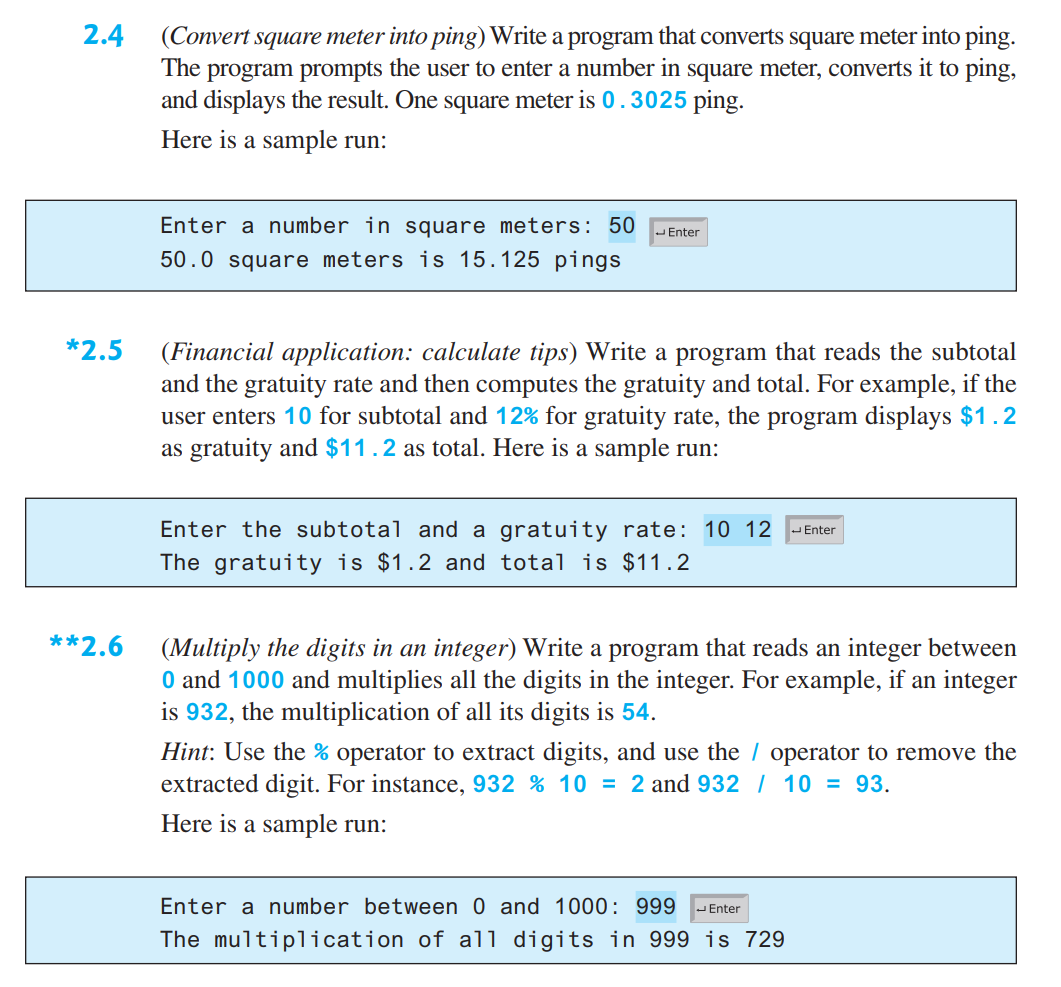 2.4 (Convert square meter into ping) Write a program that converts square meter into ping.
The program prompts the user to enter a number in square meter, converts it to ping,
and displays the result. One square meter is 0.3025 ping.
Here is a sample run:
Enter a number in square meters: 50 ↵Enter
50.0 square meters is 15.125 pings
*2.5 (Financial application: calculate tips) Write a program that reads the subtotal
and the gratuity rate and then computes the gratuity and total. For example, if the
user enters 10 for subtotal and 12% for gratuity rate, the program displays $1.2
as gratuity and $11.2 as total. Here is a sample run:
Enter the subtotal and a gratuity rate: 10 12 ↵Enter
The gratuity is $1.2 and total is $11.2
**2.6 (Multiply the digits in an integer) Write a program that reads an integer between
0 and 1000 and multiplies all the digits in the integer. For example, if an integer
is 932, the multiplication of all its digits is 54.
Hint: Use the % operator to extract digits, and use the / operator to remove the
extracted digit. For instance, 932 % 10 = 2 and 932 / 10 = 93.
Here is a sample run:
Enter a number between 0 and 1000: 999 ↵Enter
The multiplication of all digits in 999 is 729